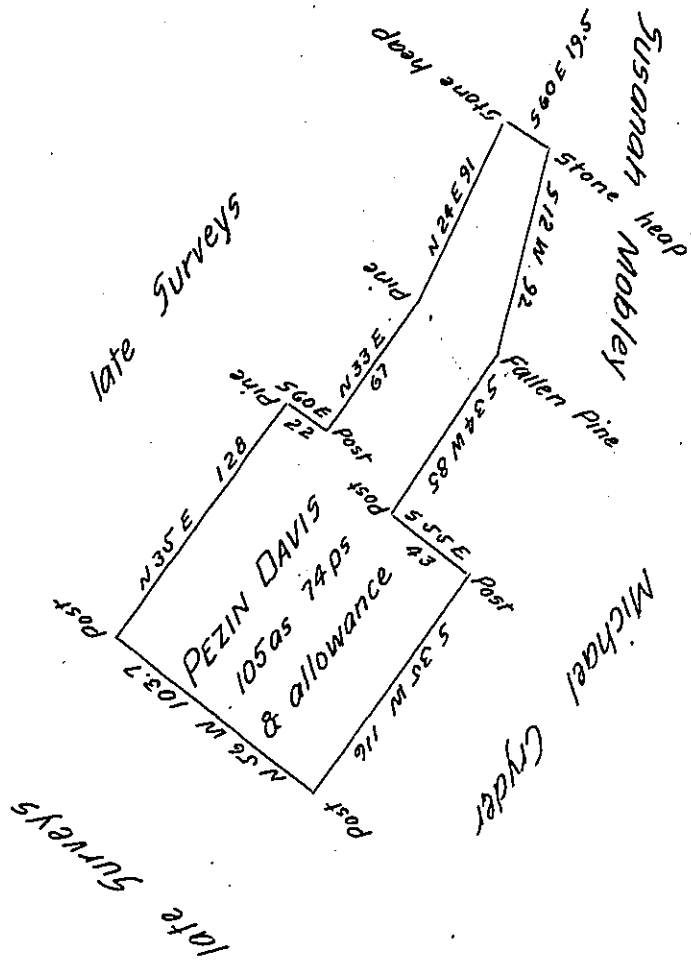 Susanah Mobley
S60E 19.5
Stone heap
Stone heap
S12W 92
N24E 91
Pine
late Surveys
N33E
67
Fallen pine
S34W 85
S60E
22
Pine
Post
Post
S55E
43
Post
N35E 128
PEZIN DAVIS
105as 74ps
& allowance
Michael Cryder
S35W 116
Post
N56W 103.7
Post
late Surveys